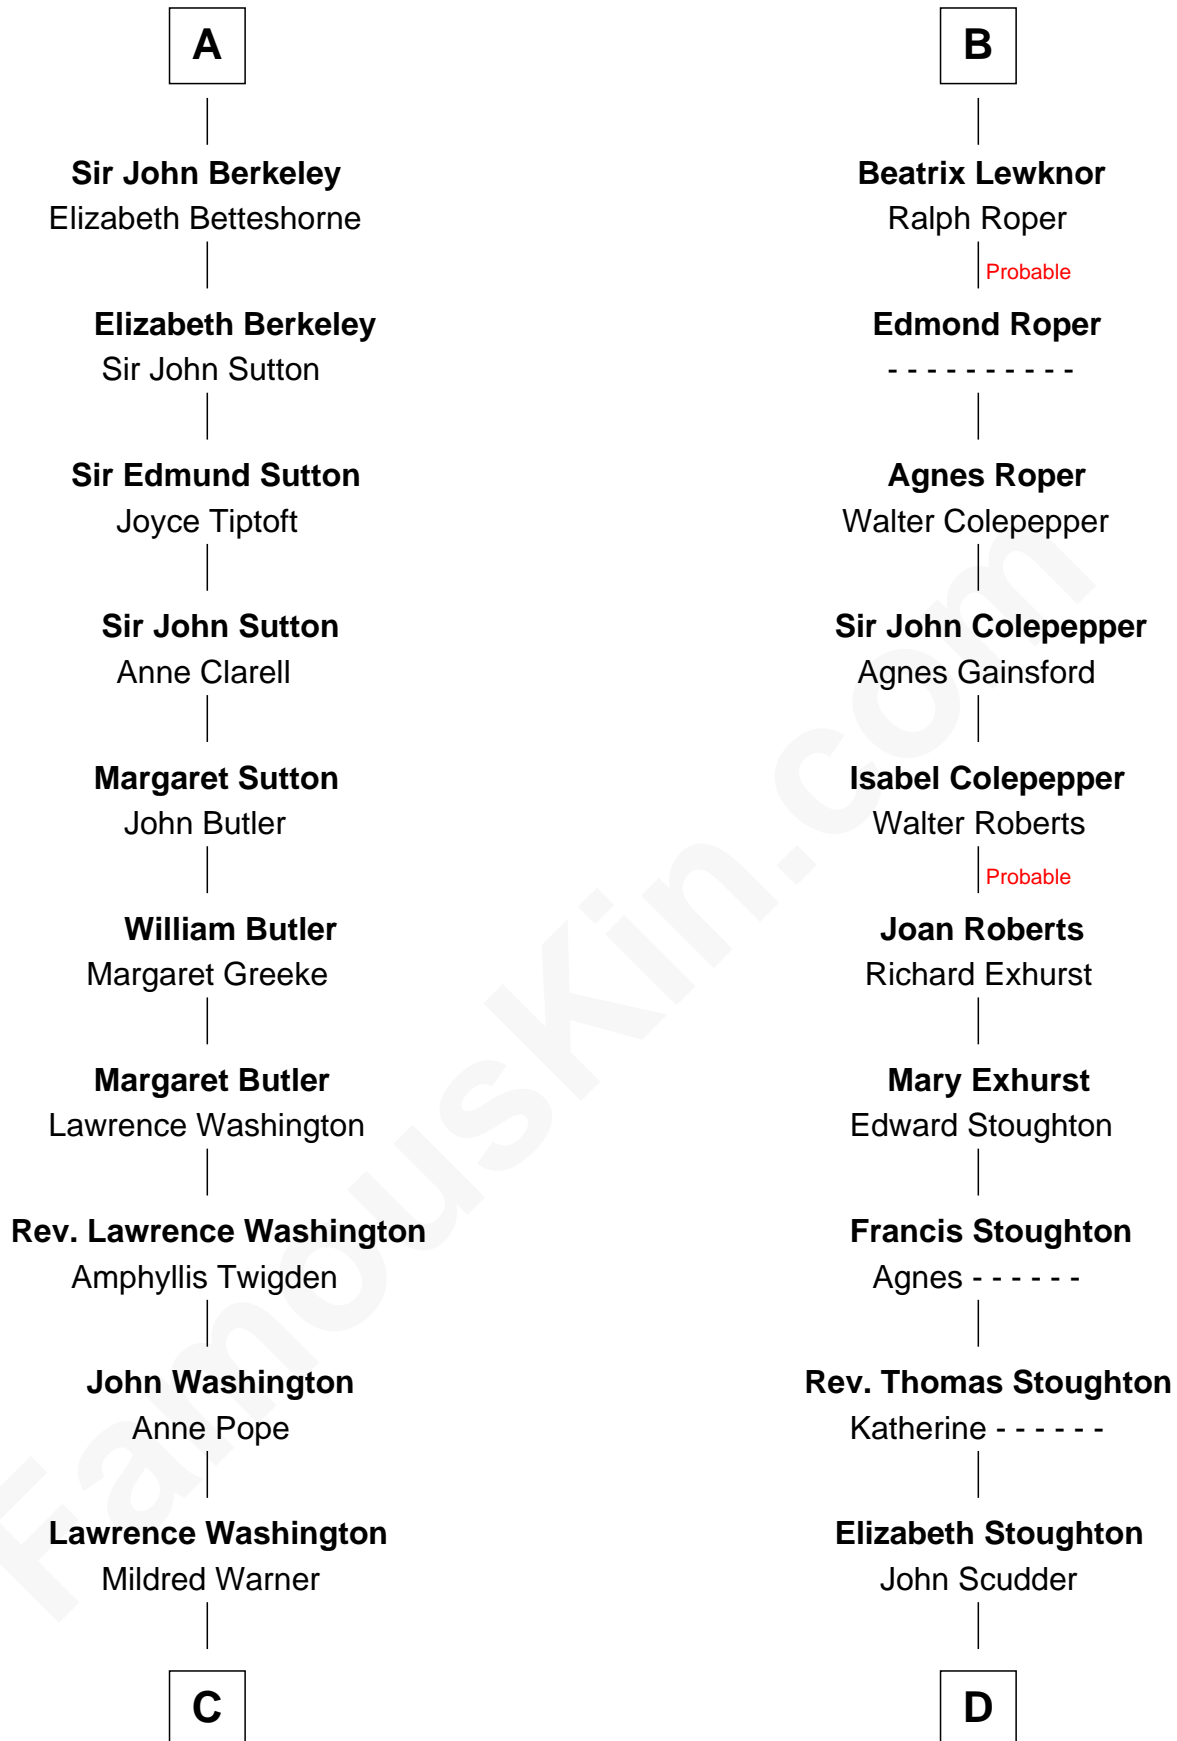 A
Sir John Berkeley
Elizabeth Betteshorne
Elizabeth Berkeley
Sir John Sutton
Sir Edmund Sutton
Joyce Tiptoft
Sir John Sutton
Anne Clarell
Margaret Sutton
John Butler
William Butler
Margaret Greeke
Margaret Butler
Lawrence Washington
Rev. Lawrence Washington
Amphyllis Twigden
John Washington
Anne Pope
Lawrence Washington
Mildred Warner
C
B
Beatrix Lewknor
Ralph Roper
Probable
Edmond Roper
- - - - - - - - - -
Agnes Roper
Walter Colepepper
Sir John Colepepper
Agnes Gainsford
Isabel Colepepper
Walter Roberts
Probable
Joan Roberts
Richard Exhurst
Mary Exhurst
Edward Stoughton
Francis Stoughton
Agnes - - - - - -
Rev. Thomas Stoughton
Katherine - - - - - -
Elizabeth Stoughton
John Scudder
D
FamousKin.com